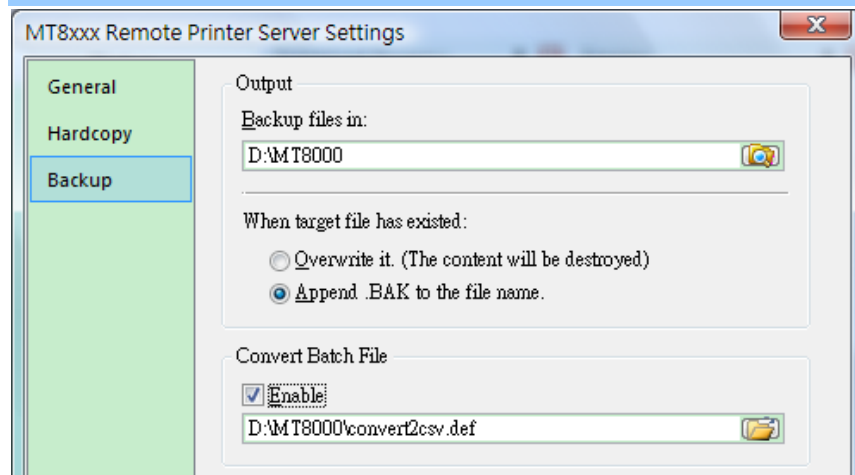 MT8xxx Remote Printer Server Settings
General
Hardcopy
Backup
Output
Backup files in:
D:\MT8000
When target file has existed:
Overwrite it. (The content will be destroyed)
Append .BAK to the file name.
Convert Batch File
Enable
D:\MT8000\convert2csv.def